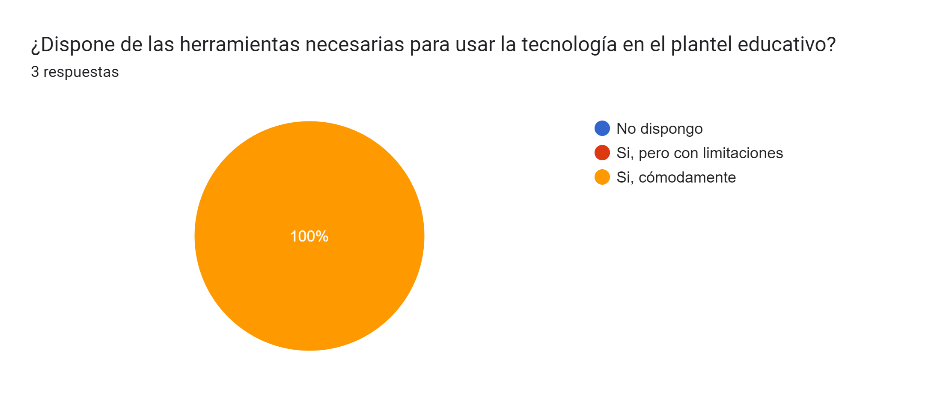 ¿Dispone de las herramientas necesarias para usar la tecnología en el plantel educativo?
3 respuestas
No dispongo
Si, pero con limitaciones
Si, cómodamente
100%